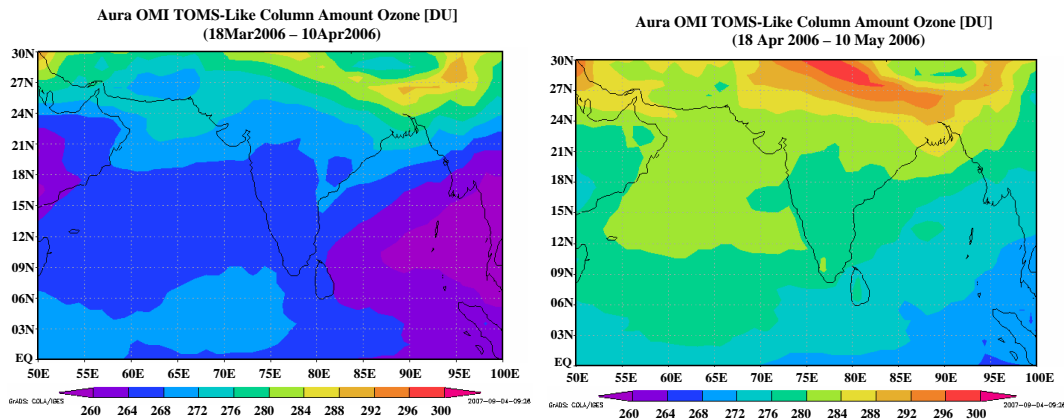 Aura OMI TOMS-Like Column Amount Ozone [DU]
(18Mar2006 – 10Apr2006)
30N
27N
24N
21N
18N
15N
12N
09N
06N
03N
EQ
50E 55E 60E 65E 70E 75E 80E 85E 90E 95E 100E
GrADS: COLA/IGES
2007-09-04-09:26
260 264 268 272 276 280 284 288 292 296 300
Aura OMI TOMS-Like Column Amount Ozone [DU]
(18 Apr 2006 – 10 May 2006)
30N
27N
24N
21N
18N
15N
12N
09N
06N
03N
EQ
50E 55E 60E 65E 70E 75E 80E 85E 90E 95E 100E
GrADS: COLA/IGES
260 264 268 272 276 280 284 288 292 296 300